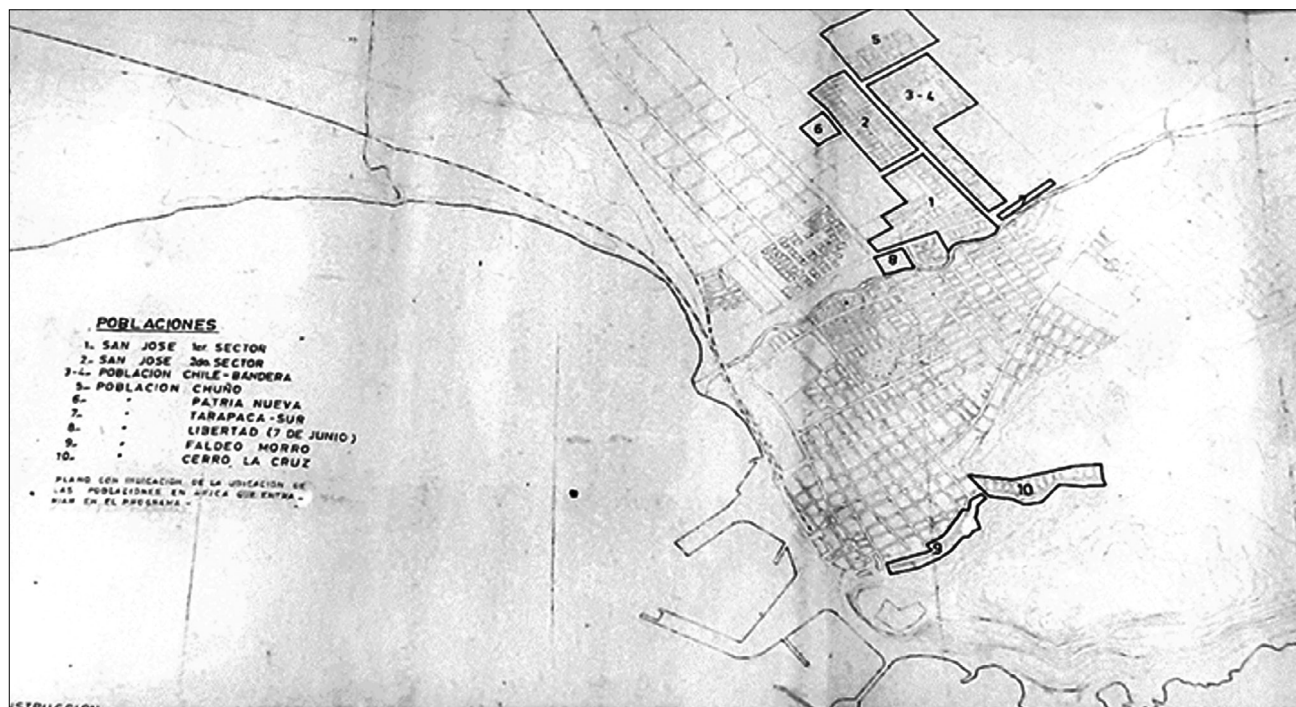 5
3-4
6
2
1
7
8
POBLACIONES
1.- SAN JOSE 1er. SECTOR
2.- SAN JOSE 2do. SECTOR
3-4.- POBLACION CHILE-BANDERA
5.- POBLACION CHUÑO
6.- " PATRIA NUEVA
7.- " TARAPACA-SUR
8.- " LIBERTAD (7 DE JUNIO)
9.- " FALDEO MORRO
10.- " CERRO LA CRUZ
PLANO CON INDICACION DE LA UBICACION DE
LAS POBLACIONES EN ARICA QUE ENTRA-
RIAN EN EL PROGRAMA.-
10
9